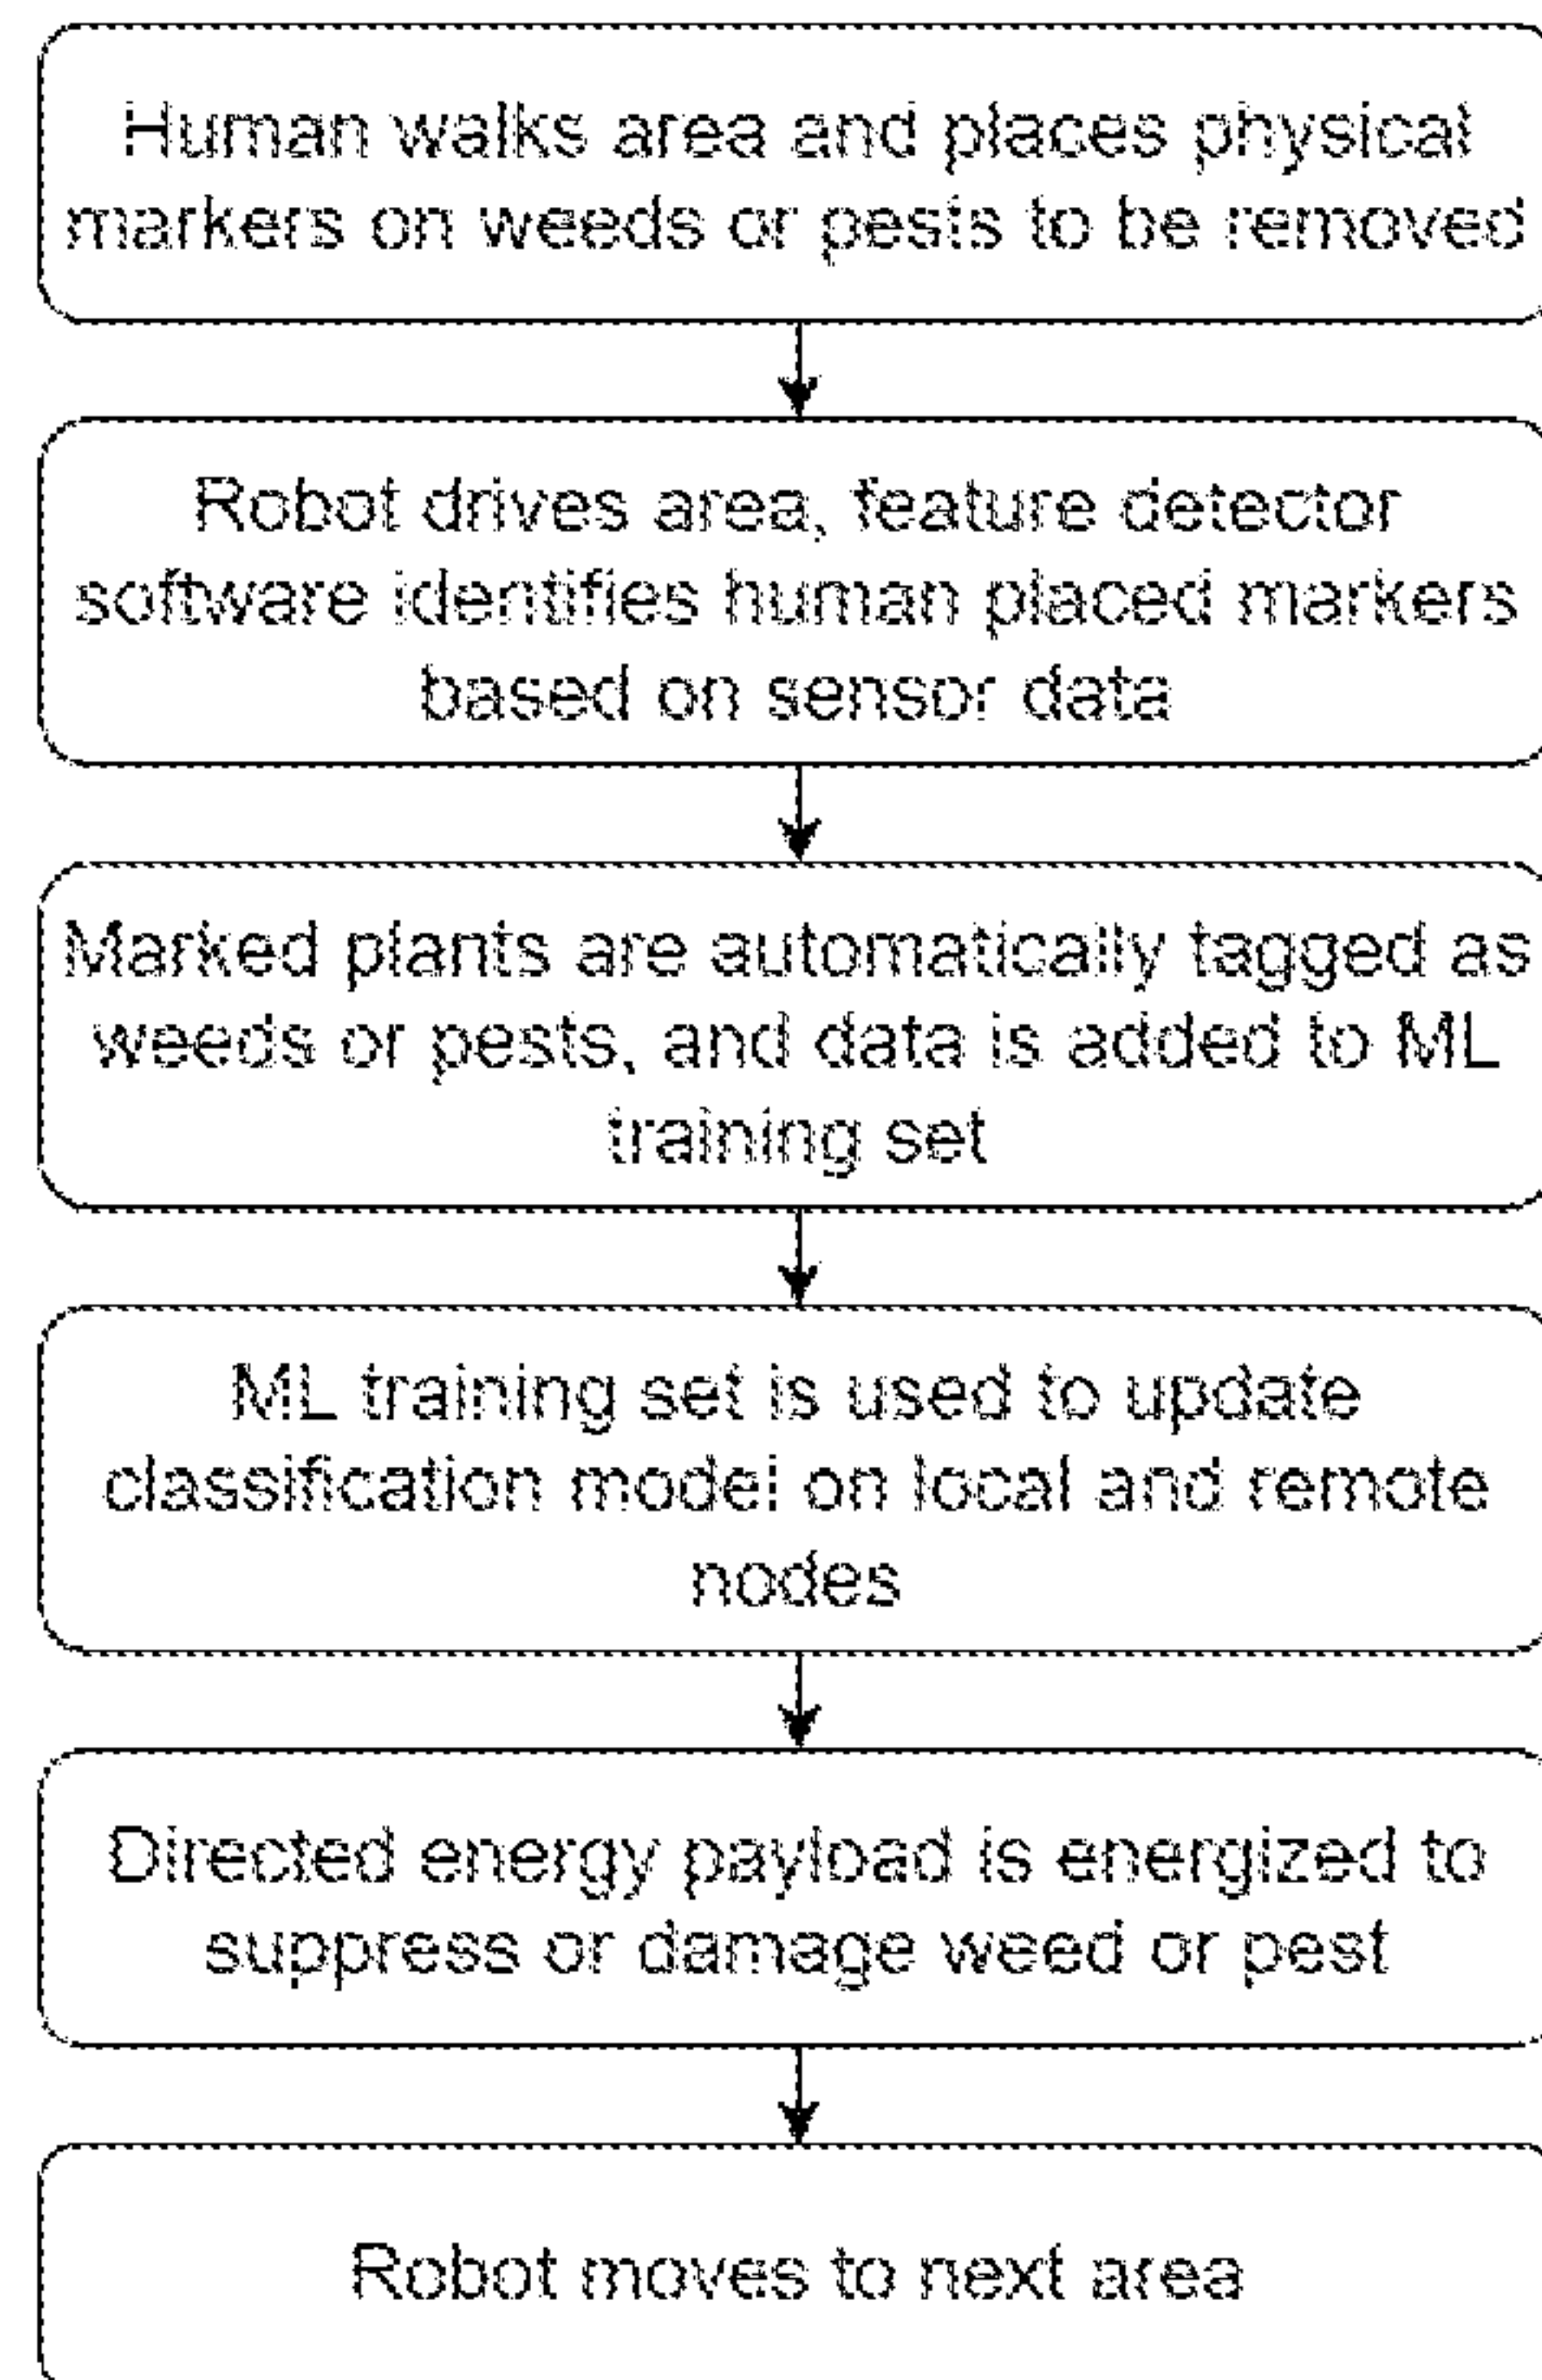 Human walks area and places physical
markers on weeds or pests to be removed
Robot drives area, feature detector
software identifies human placed markers
based on sensor data
Marked plants are automatically tagged as
weeds or pests, and data is added to ML
training set
ML training set is used to update
classification model on local and remote
nodes
Directed energy payload is energized to
suppress or damage weed or pest
Robot moves to next area